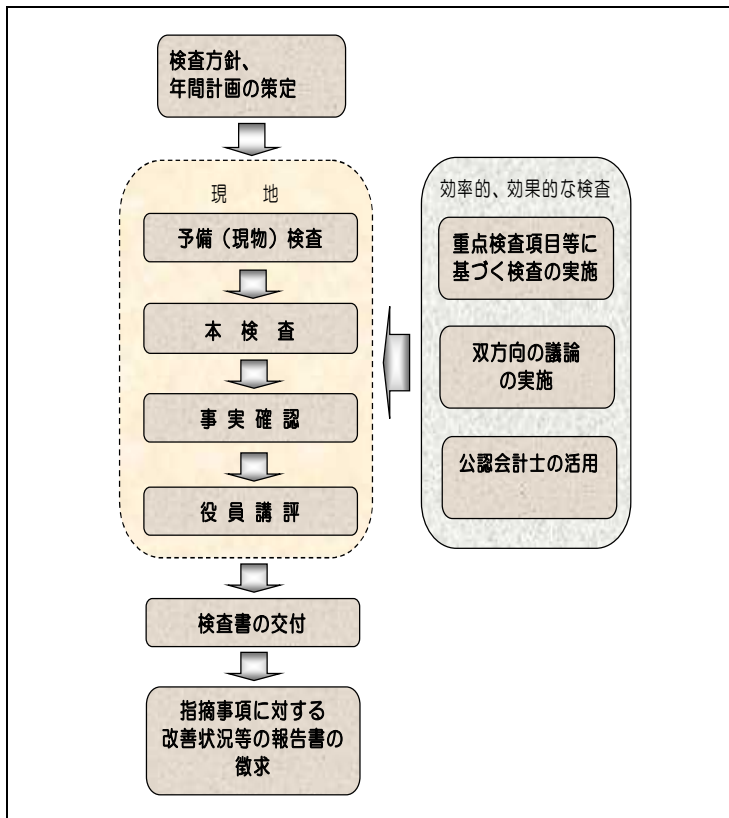 検査方針、
年間計画の策定
現　地
予備（現物）検査
本 検 査
事 実 確 認
役 員 講 評
検査書の交付
指摘事項に対する
改善状況等の報告書の
徴求
効率的、効果的な検査
重点検査項目等に
基づく検査の実施
双方向の議論
の実施
公認会計士の活用